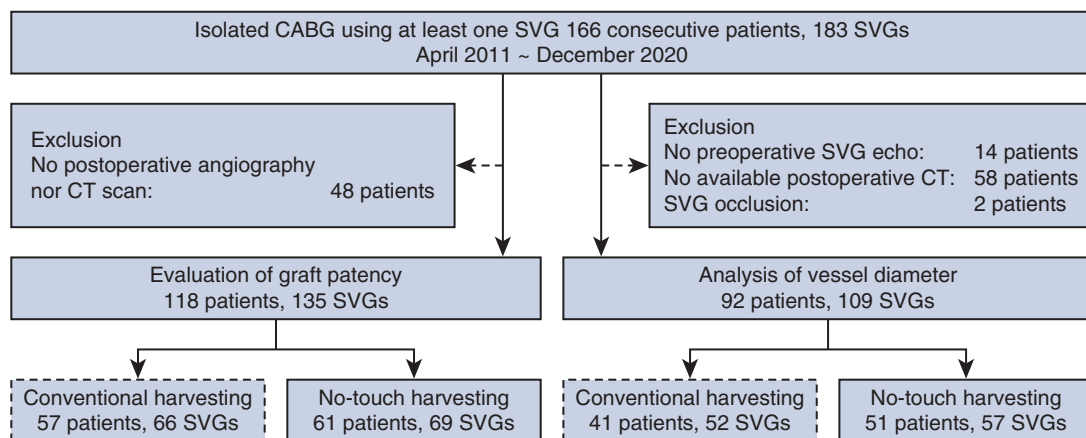 Isolated CABG using at least one SVG 166 consecutive patients, 183 SVGs
April 2011 ~ December 2020
Exclusion
No postoperative angiography
nor CT scan: 48 patients
Exclusion
No preoperative SVG echo: 14 patients
No available postoperative CT: 58 patients
SVG occlusion: 2 patients
Evaluation of graft patency
118 patients, 135 SVGs
Analysis of vessel diameter
92 patients, 109 SVGs
Conventional harvesting
57 patients, 66 SVGs
No-touch harvesting
61 patients, 69 SVGs
Conventional harvesting
41 patients, 52 SVGs
No-touch harvesting
51 patients, 57 SVGs